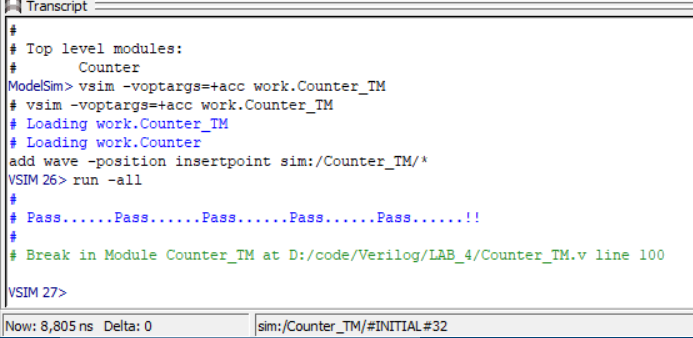 Transcript
#
# Top level modules:
#       Counter
ModelSim> vsim -voptargs=+acc work.Counter_TM
# vsim -voptargs=+acc work.Counter_TM
# Loading work.Counter_TM
# Loading work.Counter
add wave -position insertpoint sim:/Counter_TM/*
VSIM 26> run -all
#
# Pass......Pass......Pass......Pass......Pass......!!
#
# Break in Module Counter_TM at D:/code/Verilog/LAB_4/Counter_TM.v line 100
VSIM 27>
Now: 8,805 ns  Delta: 0    sim:/Counter_TM/#INITIAL#32